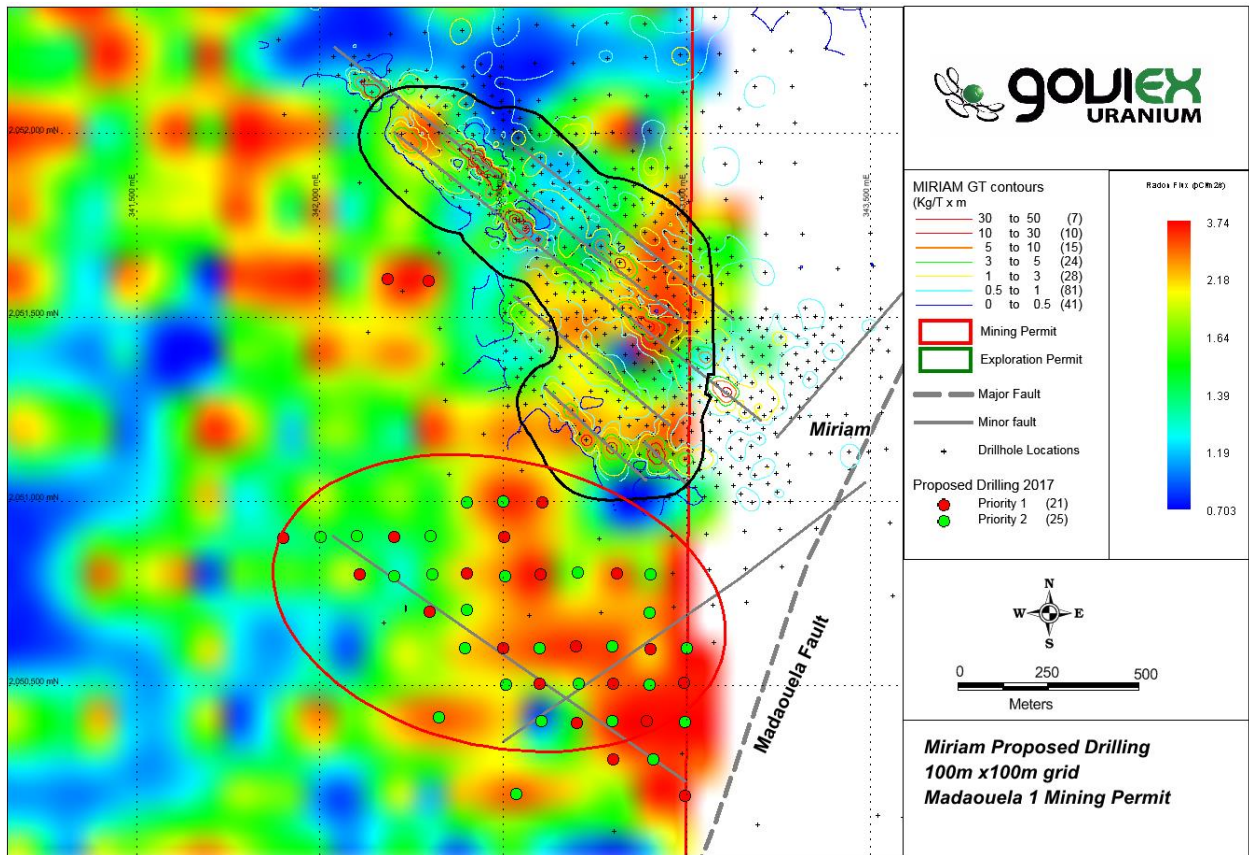 gouiex
URANIUM
MIRIAM GT contours
(Kg/T x m
30 to 50 (7)
10 to 30 (10)
5 to 10 (15)
3 to 5 (24)
1 to 3 (28)
0.5 to 1 (81)
0 to 0.5 (41)
Mining Permit
Exploration Permit
Major Fault
Minor fault
Drillhole Locations
Proposed Drilling 2017
Priority 1 (21)
Priority 2 (25)
Radon Flux
3.74
2.18
1.64
1.39
1.19
0.703
N
W E
S
0 250 500
Meters
Miriam Proposed Drilling
100m x100m grid
Madaouela 1 Mining Permit
2,052,000 mN
341,500 mE
342,000 mE
343,500 mE
2,051,500 mN
Miriam
2,051,000 mN
Madaouela Fault
2,050,500 mN